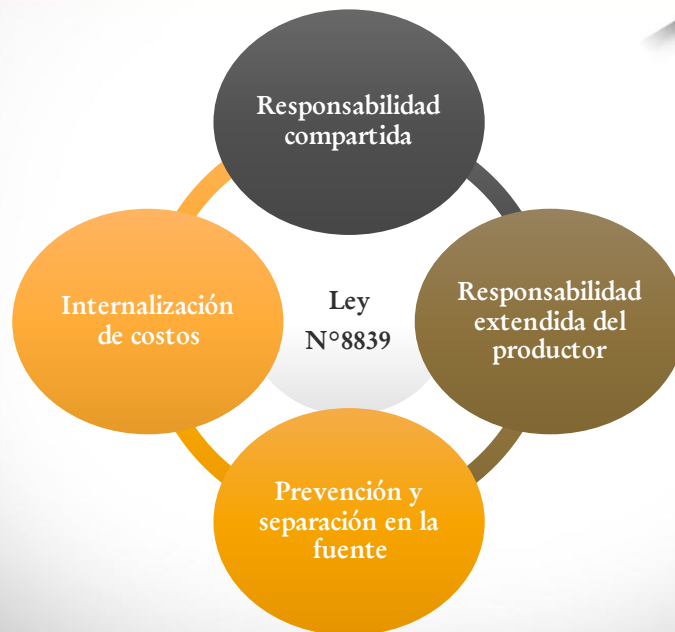 Responsabilidad
compartida
Internalización
de costos
Ley
N°8839
Responsabilidad
extendida del
productor
Prevención y
separación en la
fuente